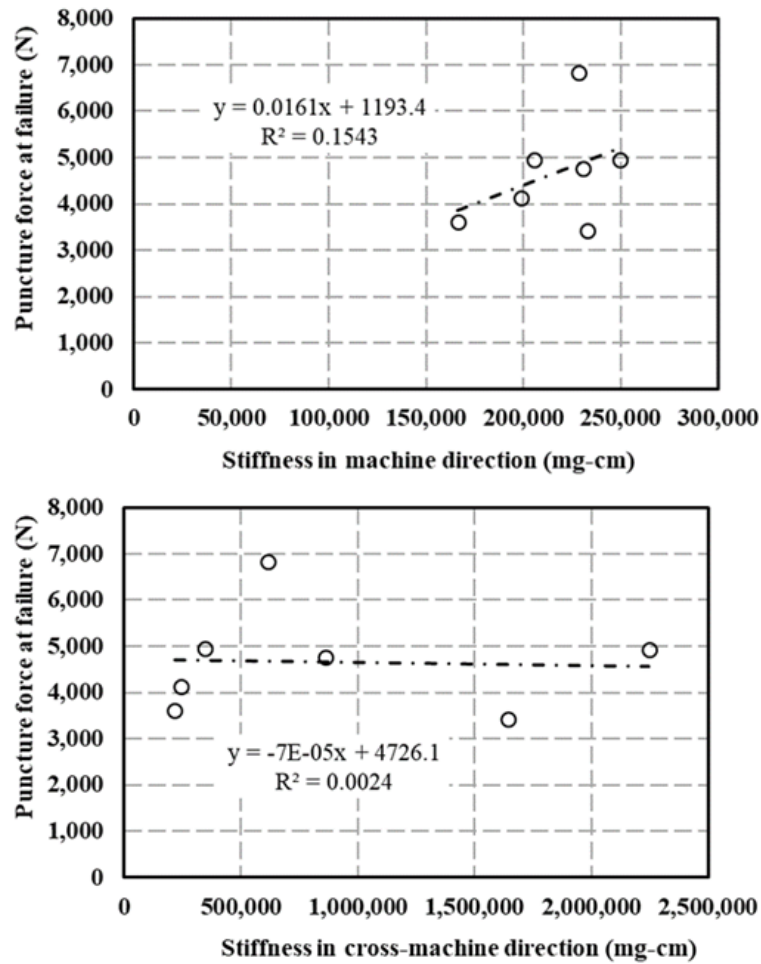 8,000
7,000
6,000
5,000
4,000
3,000
2,000
1,000
0
Puncture force at failure (N)
y = 0.0161x + 1193.4
R² = 0.1543
0 50,000 100,000 150,000 200,000 250,000 300,000
Stiffness in machine direction (mg-cm)
8,000
7,000
6,000
5,000
4,000
3,000
2,000
1,000
0
Puncture force at failure (N)
y = -7E-05x + 4726.1
R² = 0.0024
0 500,000 1,000,000 1,500,000 2,000,000 2,500,000
Stiffness in cross-machine direction (mg-cm)